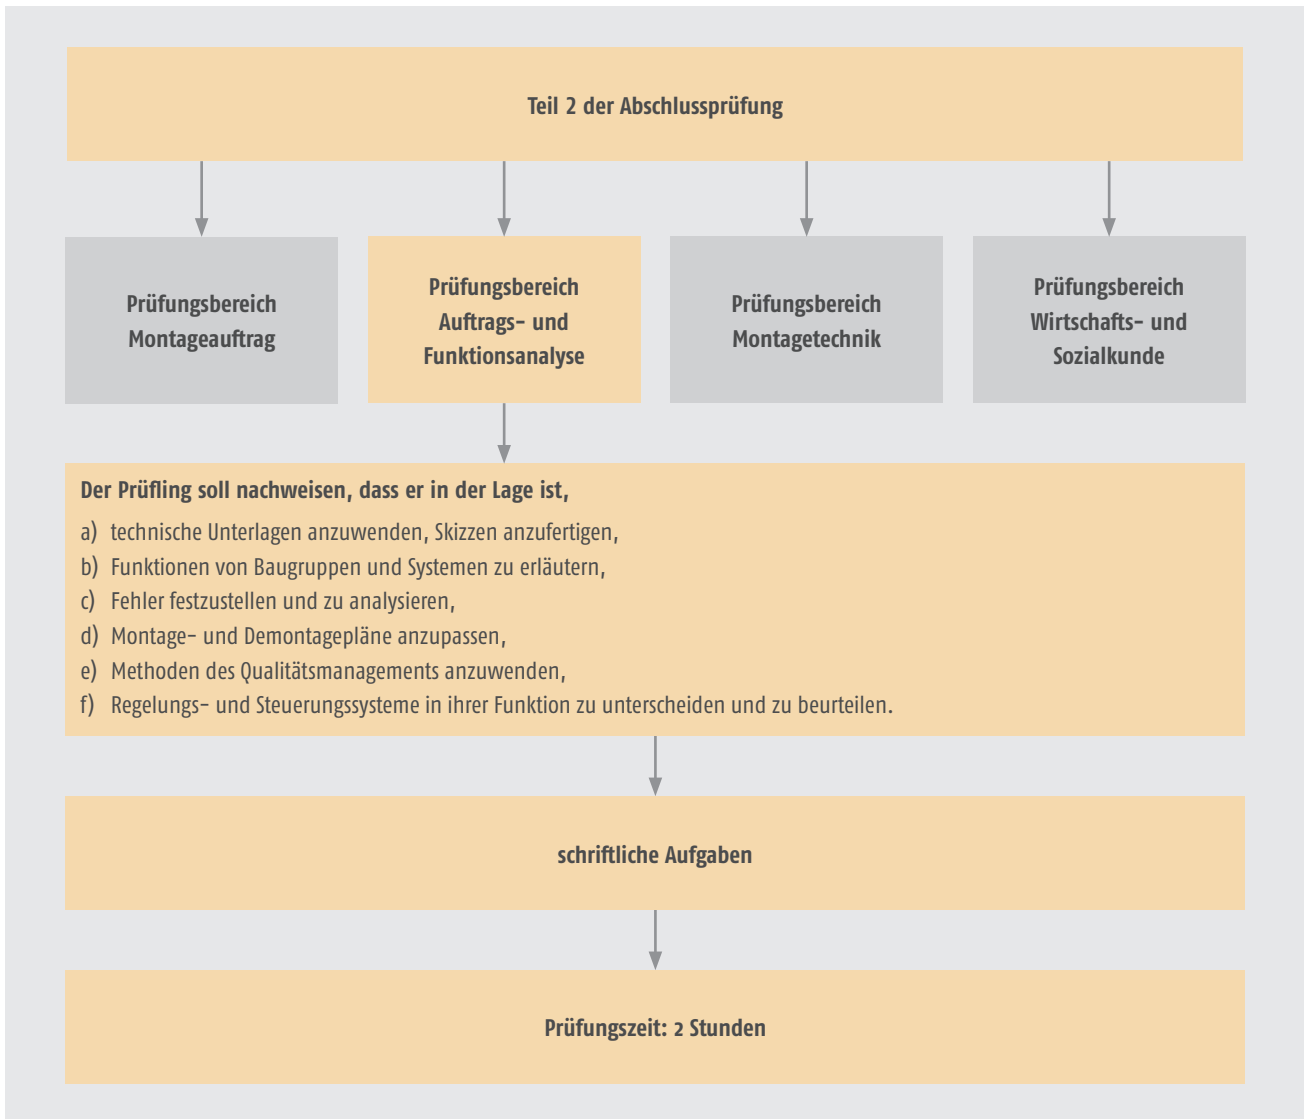 Teil 2 der Abschlussprüfung
Prüfungsbereich
Montageauftrag
Prüfungsbereich
Auftrags- und
Funktionsanalyse
Prüfungsbereich
Montagetechnik
Prüfungsbereich
Wirtschafts- und
Sozialkunde
Der Prüfling soll nachweisen, dass er in der Lage ist,
a) technische Unterlagen anzuwenden, Skizzen anzufertigen,
b) Funktionen von Baugruppen und Systemen zu erläutern,
c) Fehler festzustellen und zu analysieren,
d) Montage- und Demontagepläne anzupassen,
e) Methoden des Qualitätsmanagements anzuwenden,
f) Regelungs- und Steuerungssysteme in ihrer Funktion zu unterscheiden und zu beurteilen.
schriftliche Aufgaben
Prüfungszeit: 2 Stunden